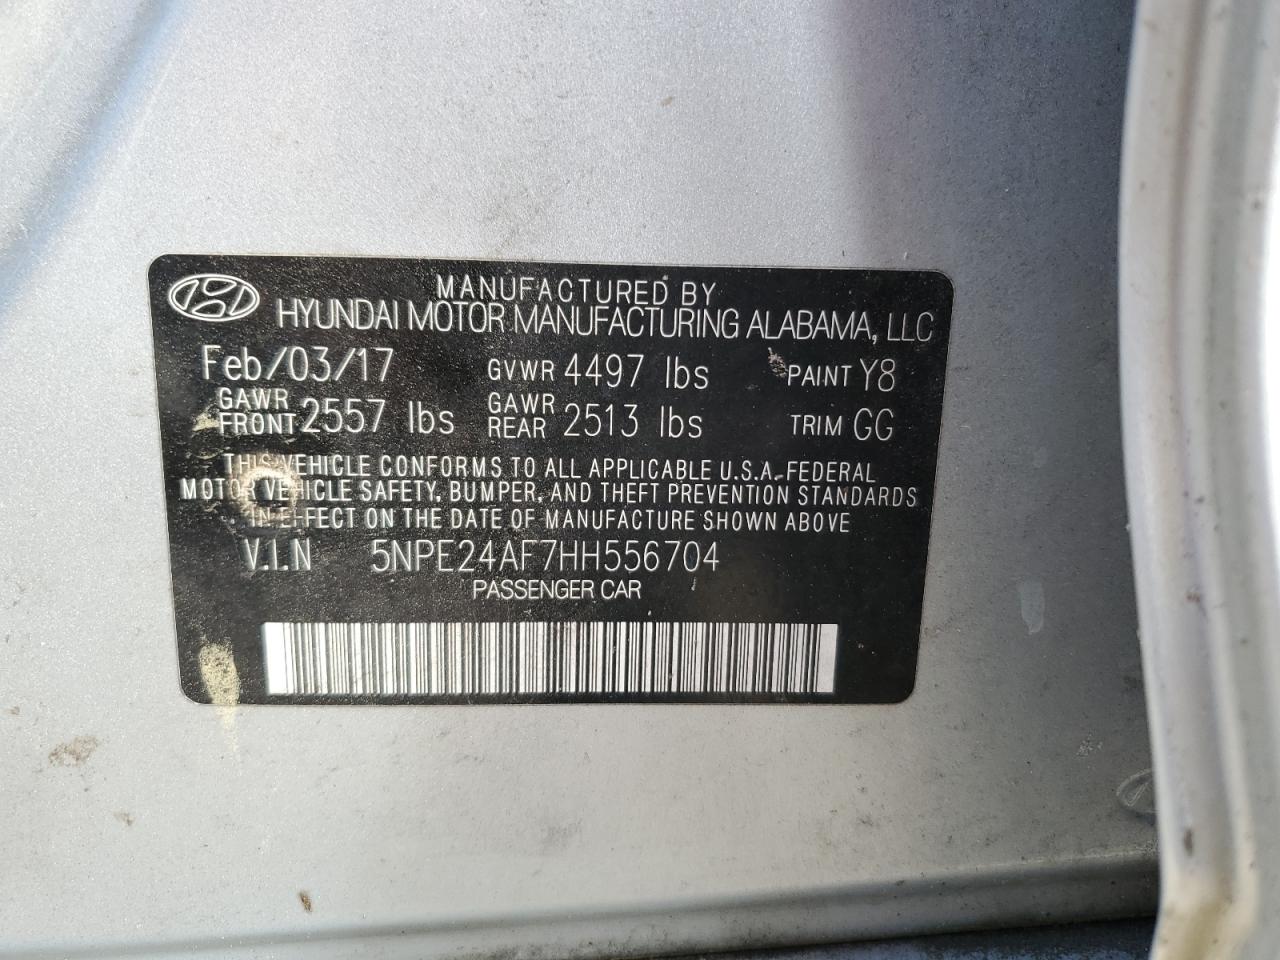 MANUFACTURED BY
HYUNDAI MOTOR MANUFACTURING ALABAMA, LLC
Feb/03/17 GVWR 4497 lbs PAINT Y8
GAWR FRONT 2557 lbs GAWR REAR 2513 lbs TRIM GG
THIS VEHICLE CONFORMS TO ALL APPLICABLE U.S.A. FEDERAL
MOTOR VEHICLE SAFETY, BUMPER, AND THEFT PREVENTION STANDARDS
IN EFFECT ON THE DATE OF MANUFACTURE SHOWN ABOVE
V.I.N 5NPE24AF7HH556704
PASSENGER CAR